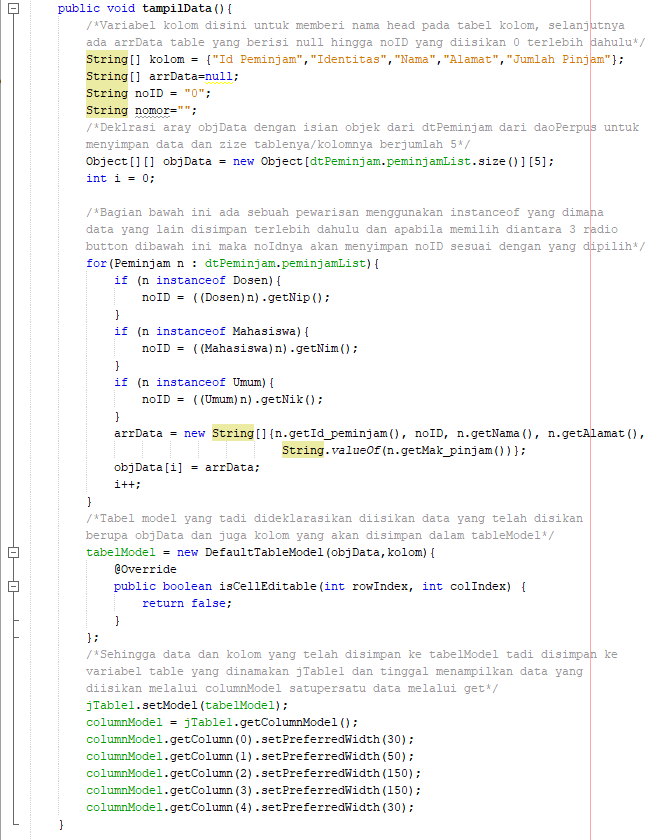 public void tampilData(){
/*Variabel kolom disini untuk memberi nama head pada tabel kolom, selanjutnya
ada arrData table yang berisi null hingga noID yang diisikan 0 terlebih dahulu*/
String[] kolom = {"Id Peminjam","Identitas","Nama","Alamat","Jumlah Pinjam"};
String[] arrData=null;
String noID = "0";
String nomor="";
/*Deklrasi aray objData dengan isian objek dari dtPeminjam dari daoPerpus untuk
menyimpan data dan zize tablenya/kolomnya berjumlah 5*/
Object[][] objData = new Object[dtPeminjam.peminjamList.size()][5];
int i = 0;
/*Bagian bawah ini ada sebuah pewarisan menggunakan instanceof yang dimana
data yang lain disimpan terlebih dahulu dan apabila memilih diantara 3 radio
button dibawah ini maka noIdnya akan menyimpan noID sesuai dengan yang dipilih*/
for(Peminjam n : dtPeminjam.peminjamList){
if (n instanceof Dosen){
noID = ((Dosen)n).getNip();
}
if (n instanceof Mahasiswa){
noID = ((Mahasiswa)n).getNim();
}
if (n instanceof Umum){
noID = ((Umum)n).getNik();
}
arrData = new String[]{n.getId_peminjam(), noID, n.getNama(), n.getAlamat(),
String.valueOf(n.getMak_pinjam())};
objData[i] = arrData;
i++;
}
/*Tabel model yang tadi dideklarasikan diisikan data yang telah disikan
berupa objData dan juga kolom yang akan disimpan dalam tableModel*/
tabelModel = new DefaultTableModel(objData,kolom){
@Override
public boolean isCellEditable(int rowIndex, int colIndex) {
return false;
}
};
/*Sehingga data dan kolom yang telah disimpan ke tabelModel tadi disimpan ke
variabel table yang dinamakan jTable1 dan tinggal menampilkan data yang
diisikan melalui columnModel satupersatu data melalui get*/
jTable1.setModel(tabelModel);
columnModel = jTable1.getColumnModel();
columnModel.getColumn(0).setPreferredWidth(30);
columnModel.getColumn(1).setPreferredWidth(50);
columnModel.getColumn(2).setPreferredWidth(150);
columnModel.getColumn(3).setPreferredWidth(150);
columnModel.getColumn(4).setPreferredWidth(30);
}